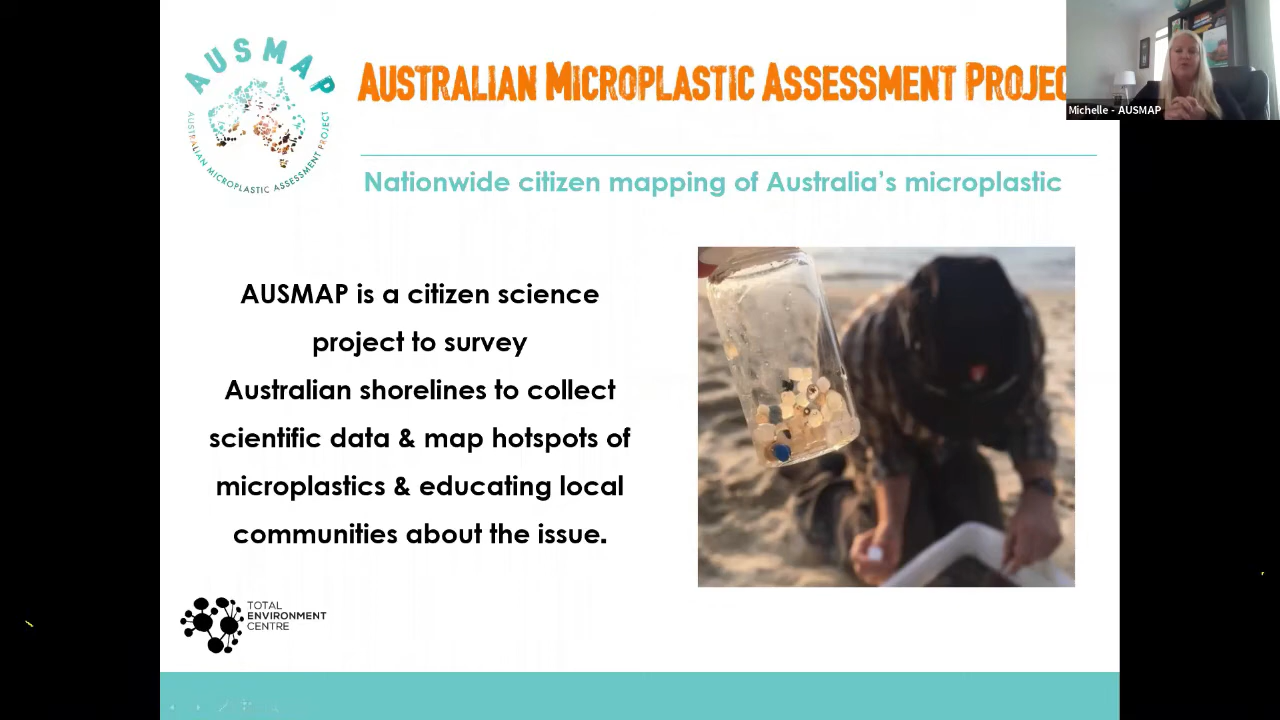 AUSMAP
AUSTRALIAN MICROPLASTIC ASSESSMENT PROJECT
AUSTRALIAN MICROPLASTIC ASSESSMENT PROJEC
Michelle - AUSMAP
Nationwide citizen mapping of Australia's microplastic
AUSMAP is a citizen science
project to survey
Australian shorelines to collect
scientific data & map hotspots of
microplastics & educating local
communities about the issue.
TOTAL
ENVIRONMENT
CENTRE